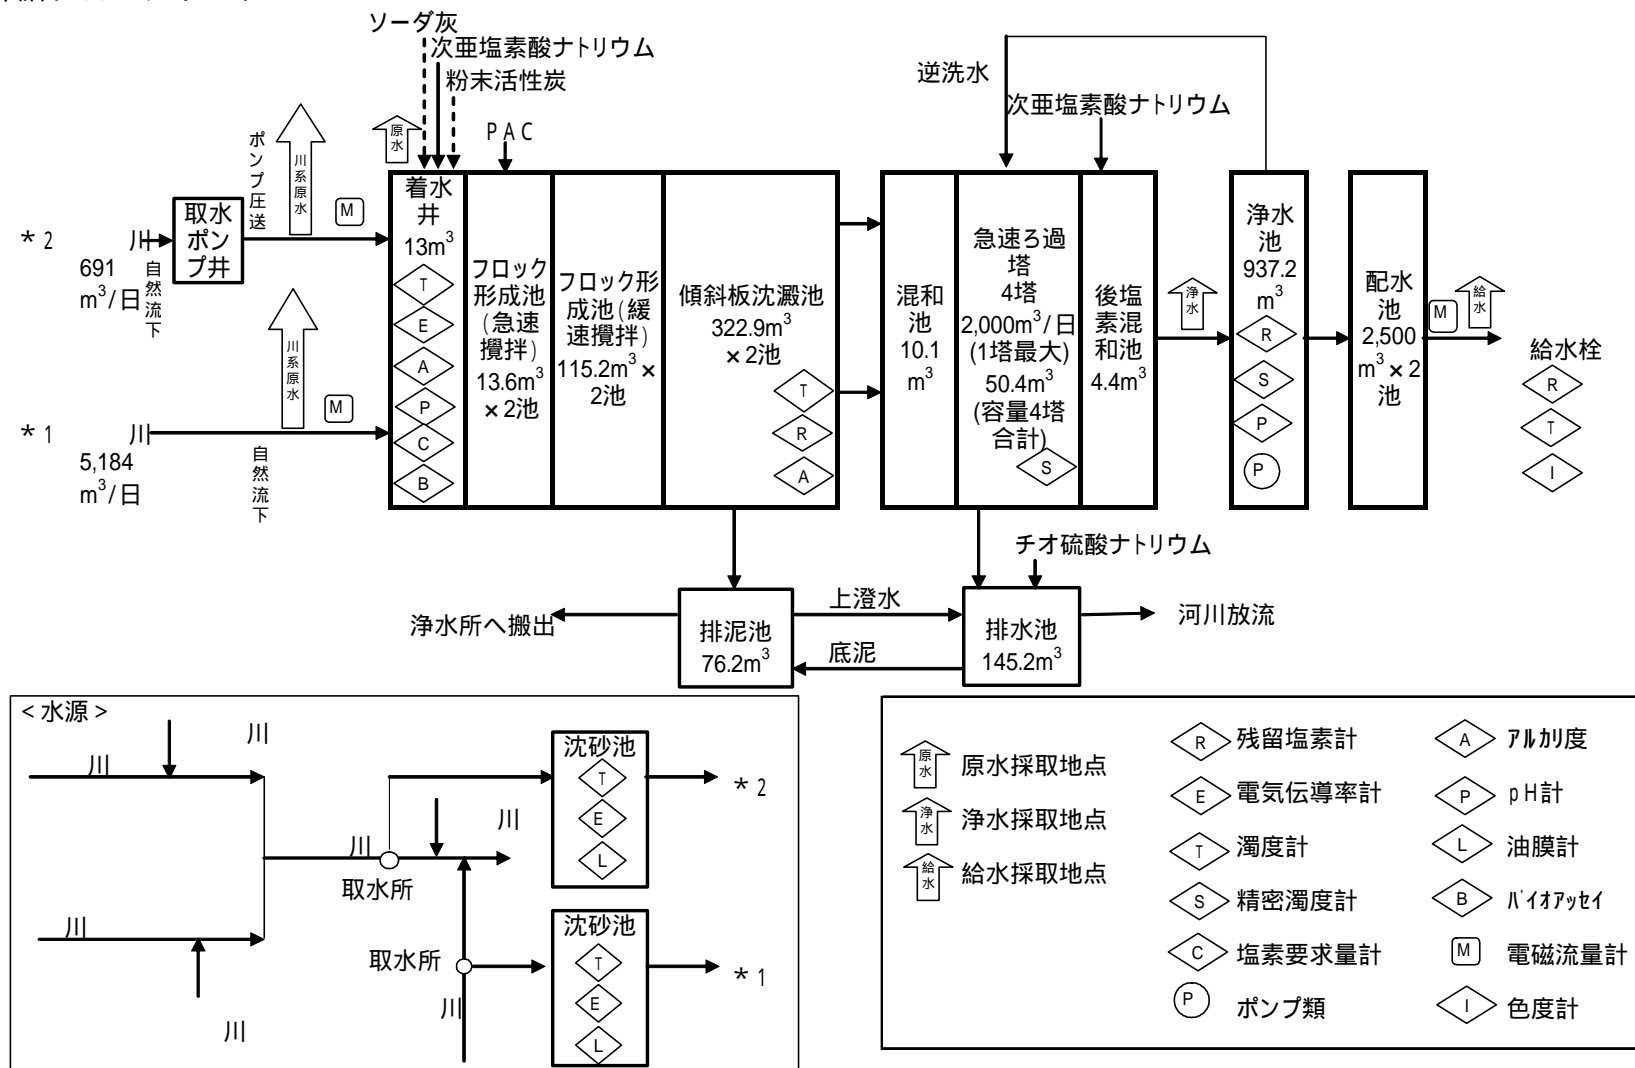 ソーダ灰
次亜塩素酸ナトリウム
粉末活性炭
PAC
原水
逆洗水
次亜塩素酸ナトリウム
ポンプ圧送
川系原水
M
*2
川
691
m³/日
自然流下
取水
ポン
プ井
川系原水
M
*1
川
5,184
m³/日
自然流下
着水
井
13m³
T
E
A
P
C
B
フロック
形成池
(急速
攪拌)
13.6m³
×2池
フロック形
成池(緩
速攪拌)
115.2m³×
2池
傾斜板沈澱池
322.9m³
×2池
T
R
A
混和
池
10.1
m³
急速ろ過
塔
4塔
2,000m³/日
(1塔最大)
50.4m³
(容量4塔
合計)
S
後塩
素混
和池
4.4m³
浄水
浄水
池
937.2
m³
R
S
P
P
配水
池
2,500
m³×2
池
M
給水
給水栓
R
T
I
チオ硫酸ナトリウム
浄水所へ搬出
排泥池
76.2m³
上澄水
底泥
排水池
145.2m³
河川放流
<水源>
川
川
川
川
川
取水所
川
取水所
川
沈砂池
T
E
L
*2
沈砂池
T
E
L
*1
原水
原水採取地点
浄水
浄水採取地点
給水
給水採取地点
R
残留塩素計
E
電気伝導率計
T
濁度計
S
精密濁度計
C
塩素要求量計
P
ポンプ類
A
アルカリ度
P
pH計
L
油膜計
B
バイオアッセイ
M
電磁流量計
I
色度計